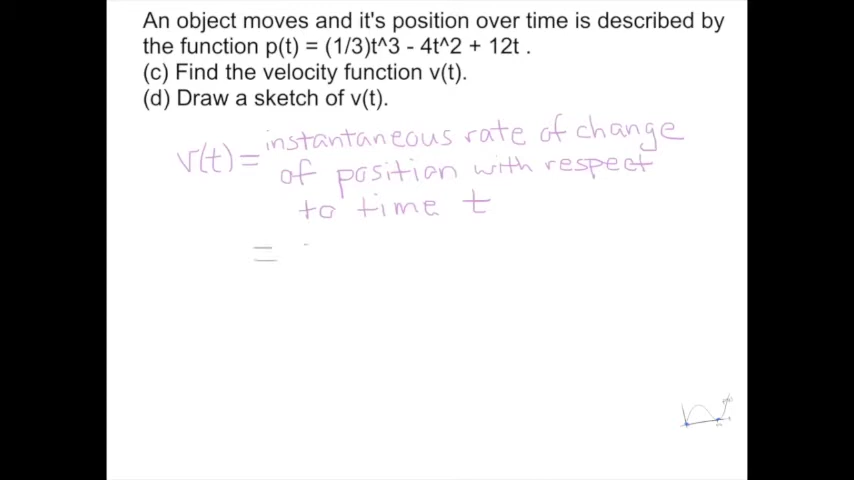 An object moves and it's position over time is described by
the function p(t) = (1/3)t^3 - 4t^2 + 12t .
(c) Find the velocity function v(t).
(d) Draw a sketch of v(t).
v(t) = instantaneous rate of change
of position with respect
to time t
=